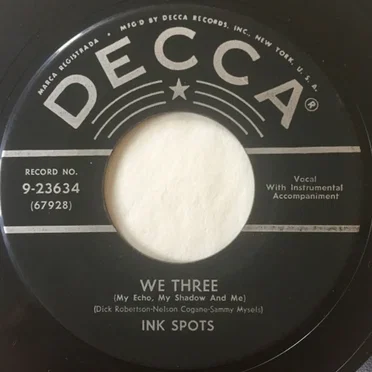 MARCA REGISTRADA • MF'G BY DECCA RECORDS, INC., NEW YORK, U. S. A.
DECCA®
RECORD NO.
9-23634
(67928)
Vocal
With Instrumental
Accompaniment
WE THREE
(My Echo, My Shadow And Me)
(Dick Robertson-Nelson Cogane-Sammy Mysels)
INK SPOTS